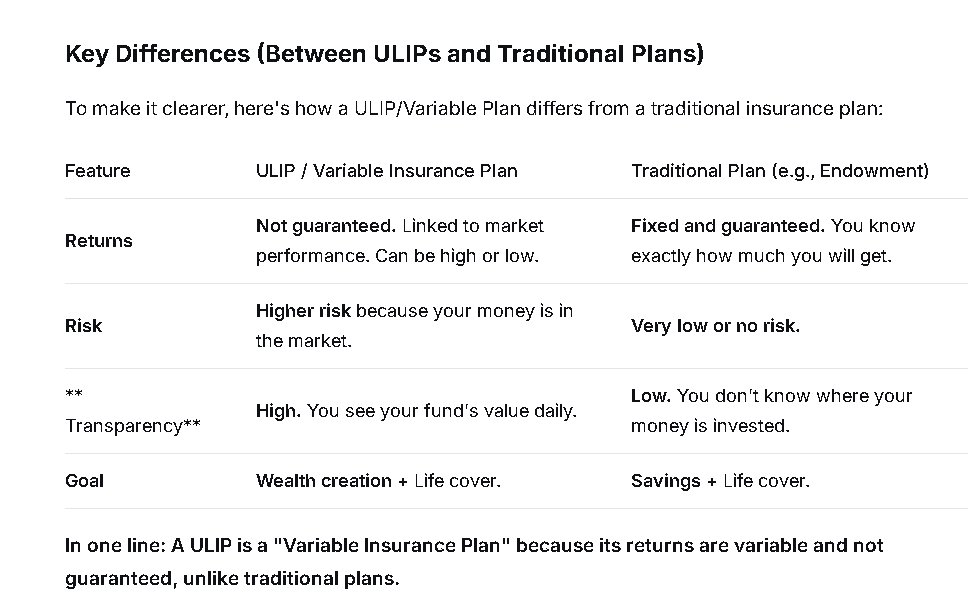 Key Differences (Between ULIPs and Traditional Plans)
To make it clearer, here's how a ULIP/Variable Plan differs from a traditional insurance plan:
Feature ULIP / Variable Insurance Plan Traditional Plan (e.g., Endowment)
Returns
Not guaranteed. Linked to market
performance. Can be high or low.
Fixed and guaranteed. You know
exactly how much you will get.
Risk
Higher risk because your money is in
the market.
Very low or no risk.
**
Transparency**
High. You see your fund's value daily.
Low. You don't know where your
money is invested.
Goal Wealth creation + Life cover. Savings + Life cover.
In one line: A ULIP is a "Variable Insurance Plan" because its returns are variable and not
guaranteed, unlike traditional plans.